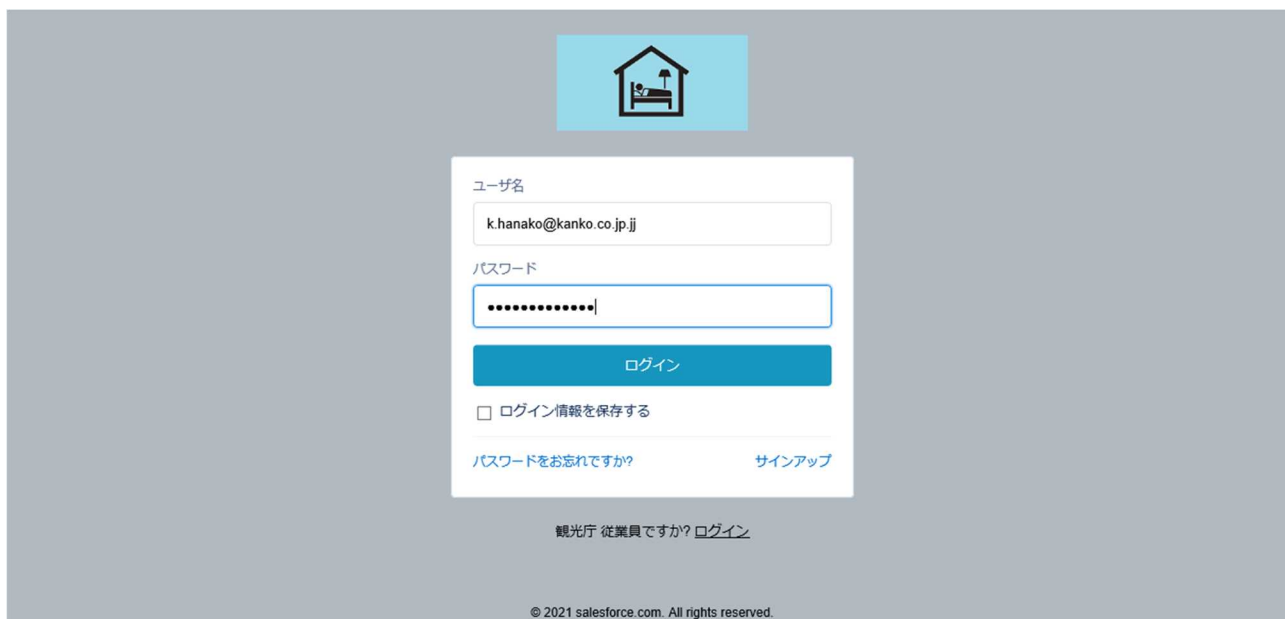 ユーザ名
k.hanako@kanko.co.jp.jj
パスワード
•••••••••••••
ログイン
ログイン情報を保存する
パスワードをお忘れですか? サインアップ
観光庁 従業員ですか? ログイン
© 2021 salesforce.com. All rights reserved.